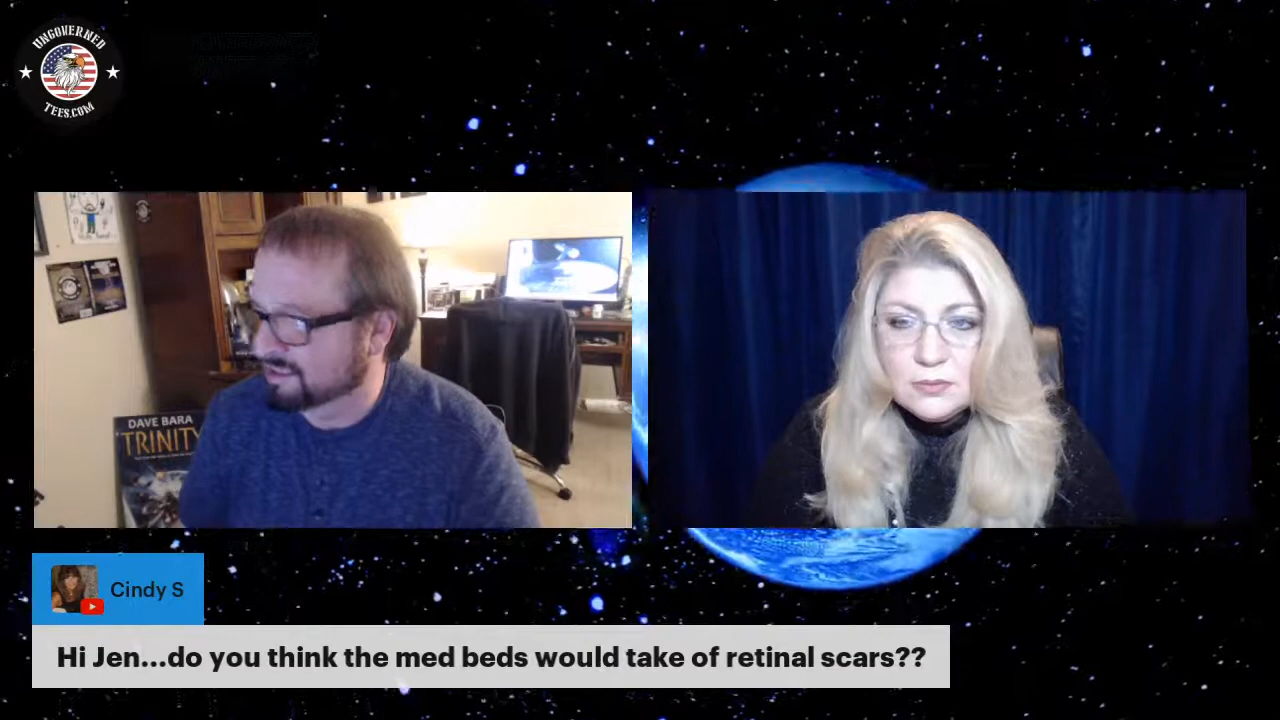 UNGOVERNED
TEES.COM
DAVE BARA
TRINITY
Cindy S
Hi Jen...do you think the med beds would take of retinal scars??